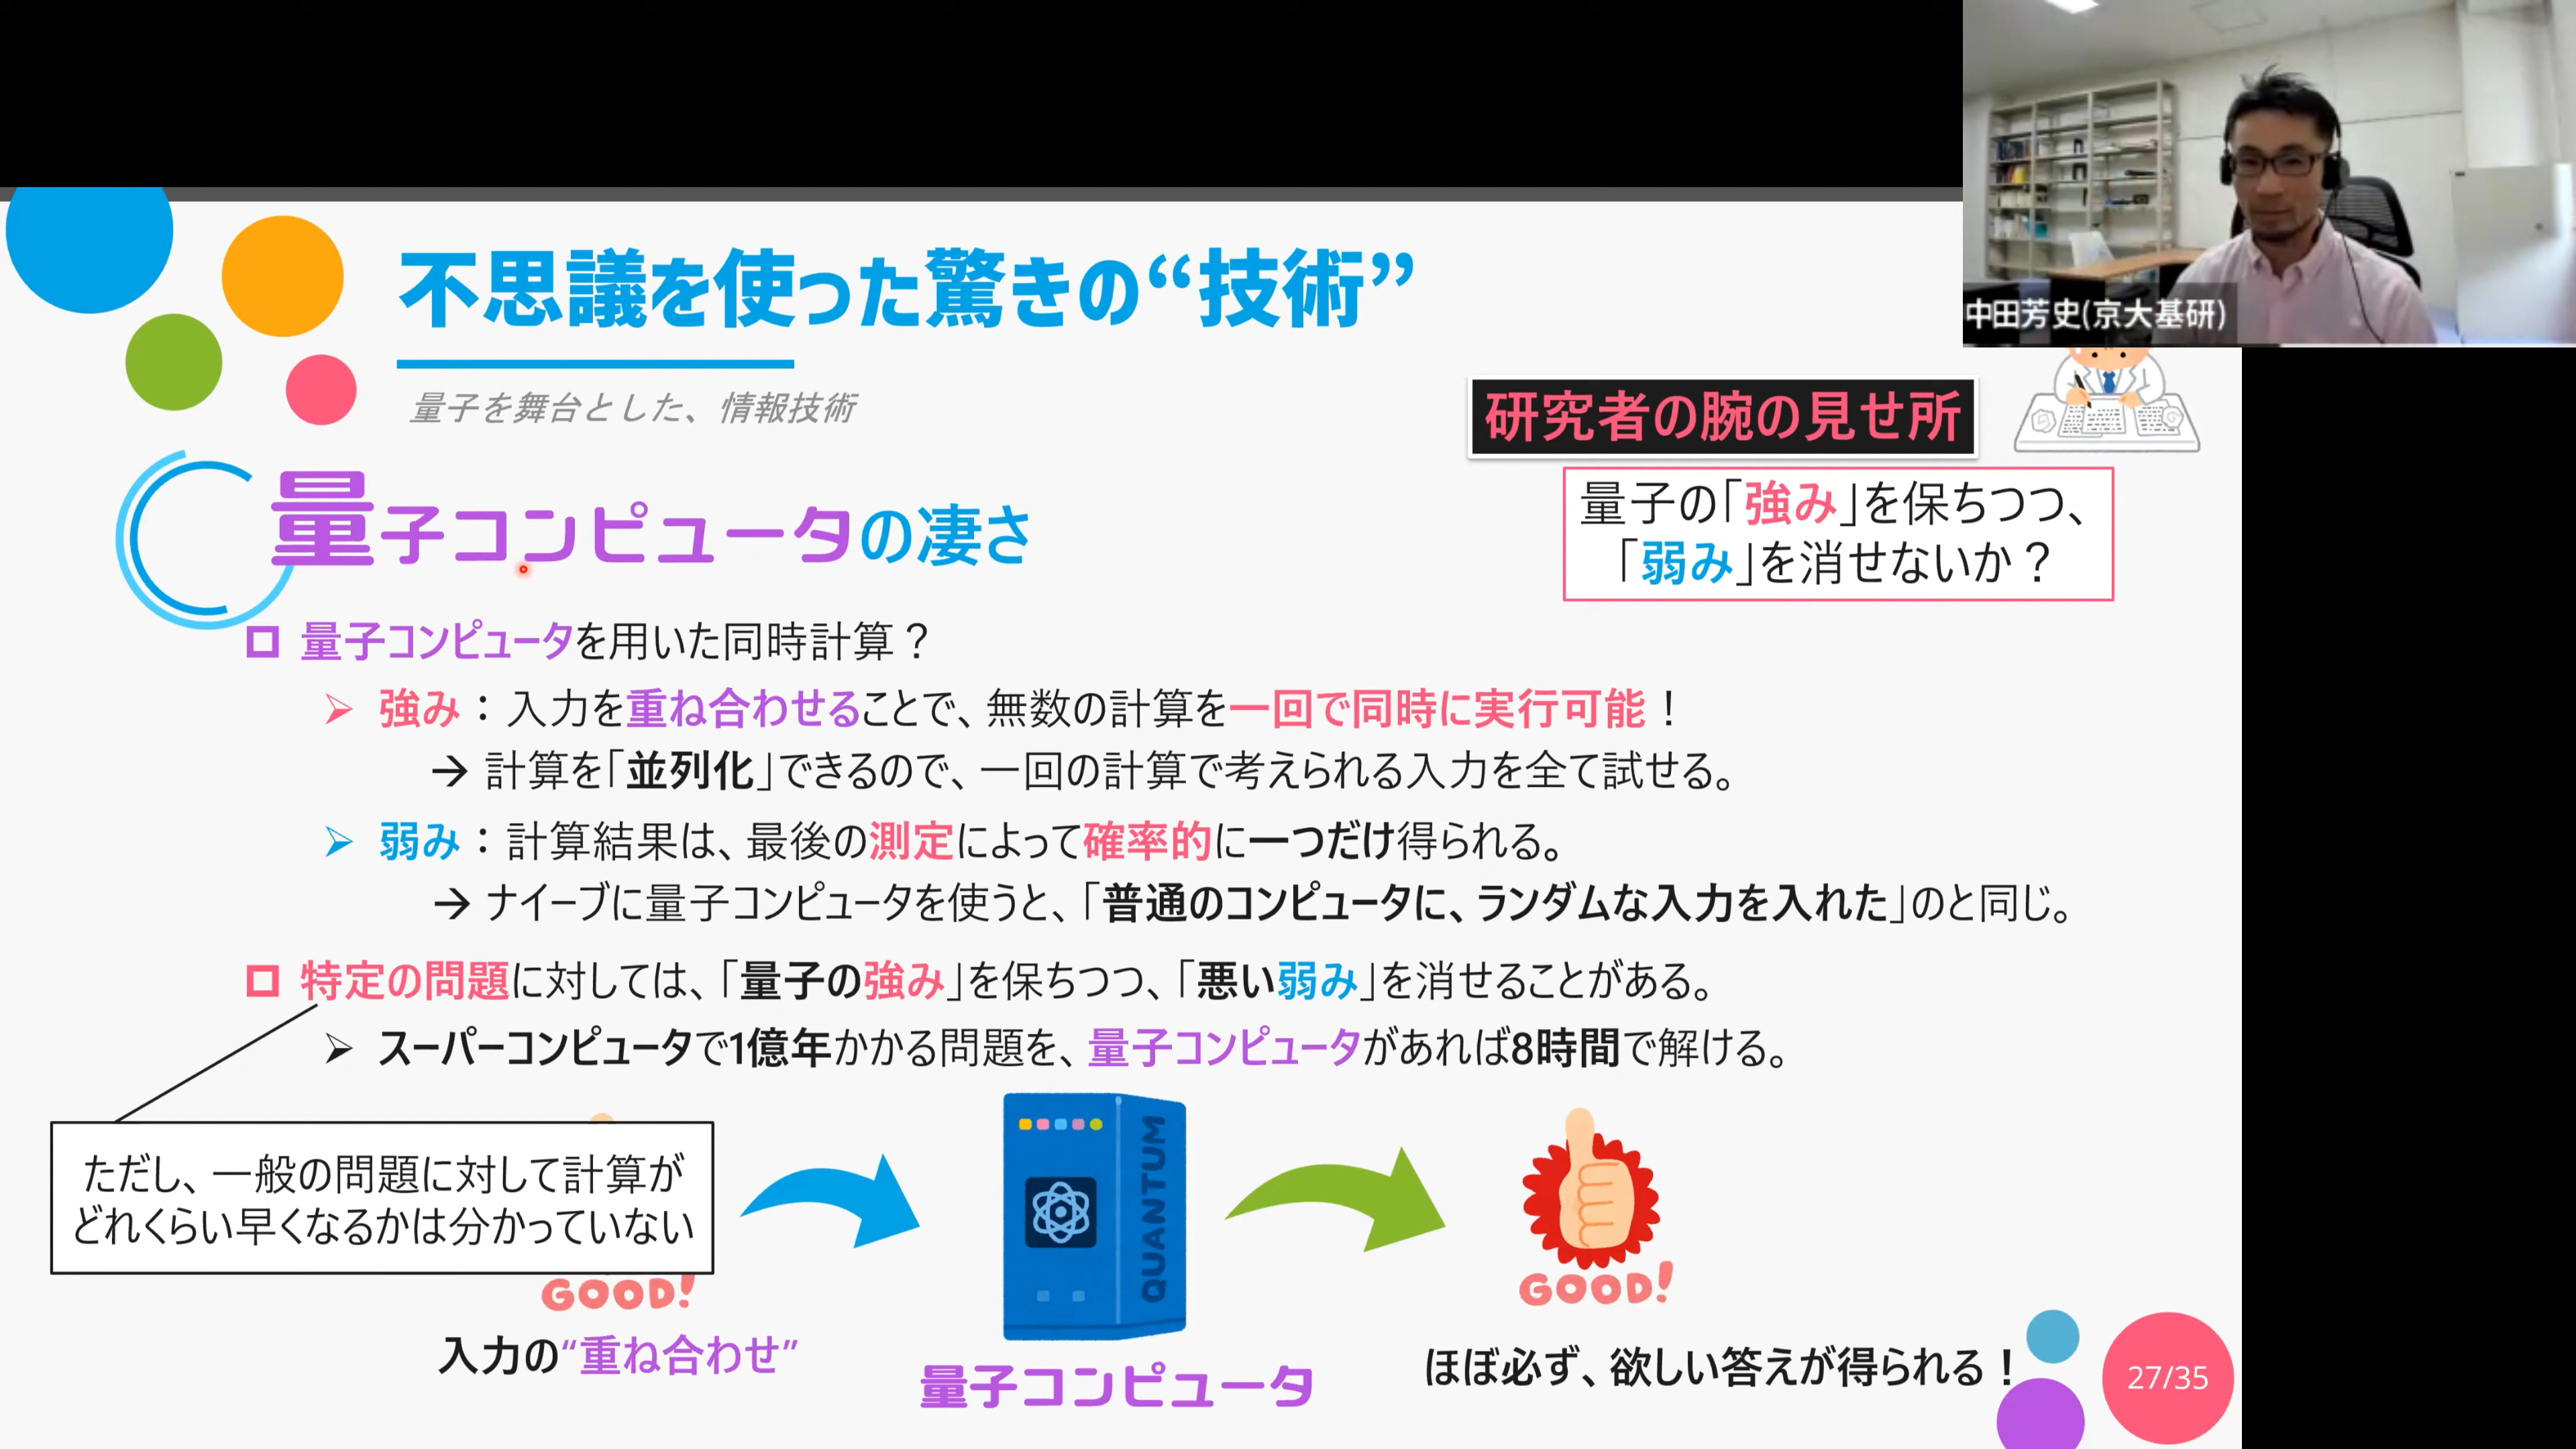 不思議を使った驚きの“技術”
中田芳史(京大基研)
量子を舞台とした、情報技術
研究者の腕の見せ所
量子の「強み」を保ちつつ、
「弱み」を消せないか？
量子コンピュータの凄さ
量子コンピュータを用いた同時計算？
強み：入力を重ね合わせることで、無数の計算を一回で同時に実行可能！
→ 計算を「並列化」できるので、一回の計算で考えられる入力を全て試せる。
弱み：計算結果は、最後の測定によって確率的に一つだけ得られる。
→ ナイーブに量子コンピュータを使うと、「普通のコンピュータに、ランダムな入力を入れた」のと同じ。
特定の問題に対しては、「量子の強み」を保ちつつ、「悪い弱み」を消せることがある。
スーパーコンピュータで1億年かかる問題を、量子コンピュータがあれば8時間で解ける。
ただし、一般の問題に対して計算が
どれくらい早くなるかは分かっていない
QUANTUM
GOOD!
GOOD!
入力の“重ね合わせ”
量子コンピュータ
ほぼ必ず、欲しい答えが得られる！
27/35